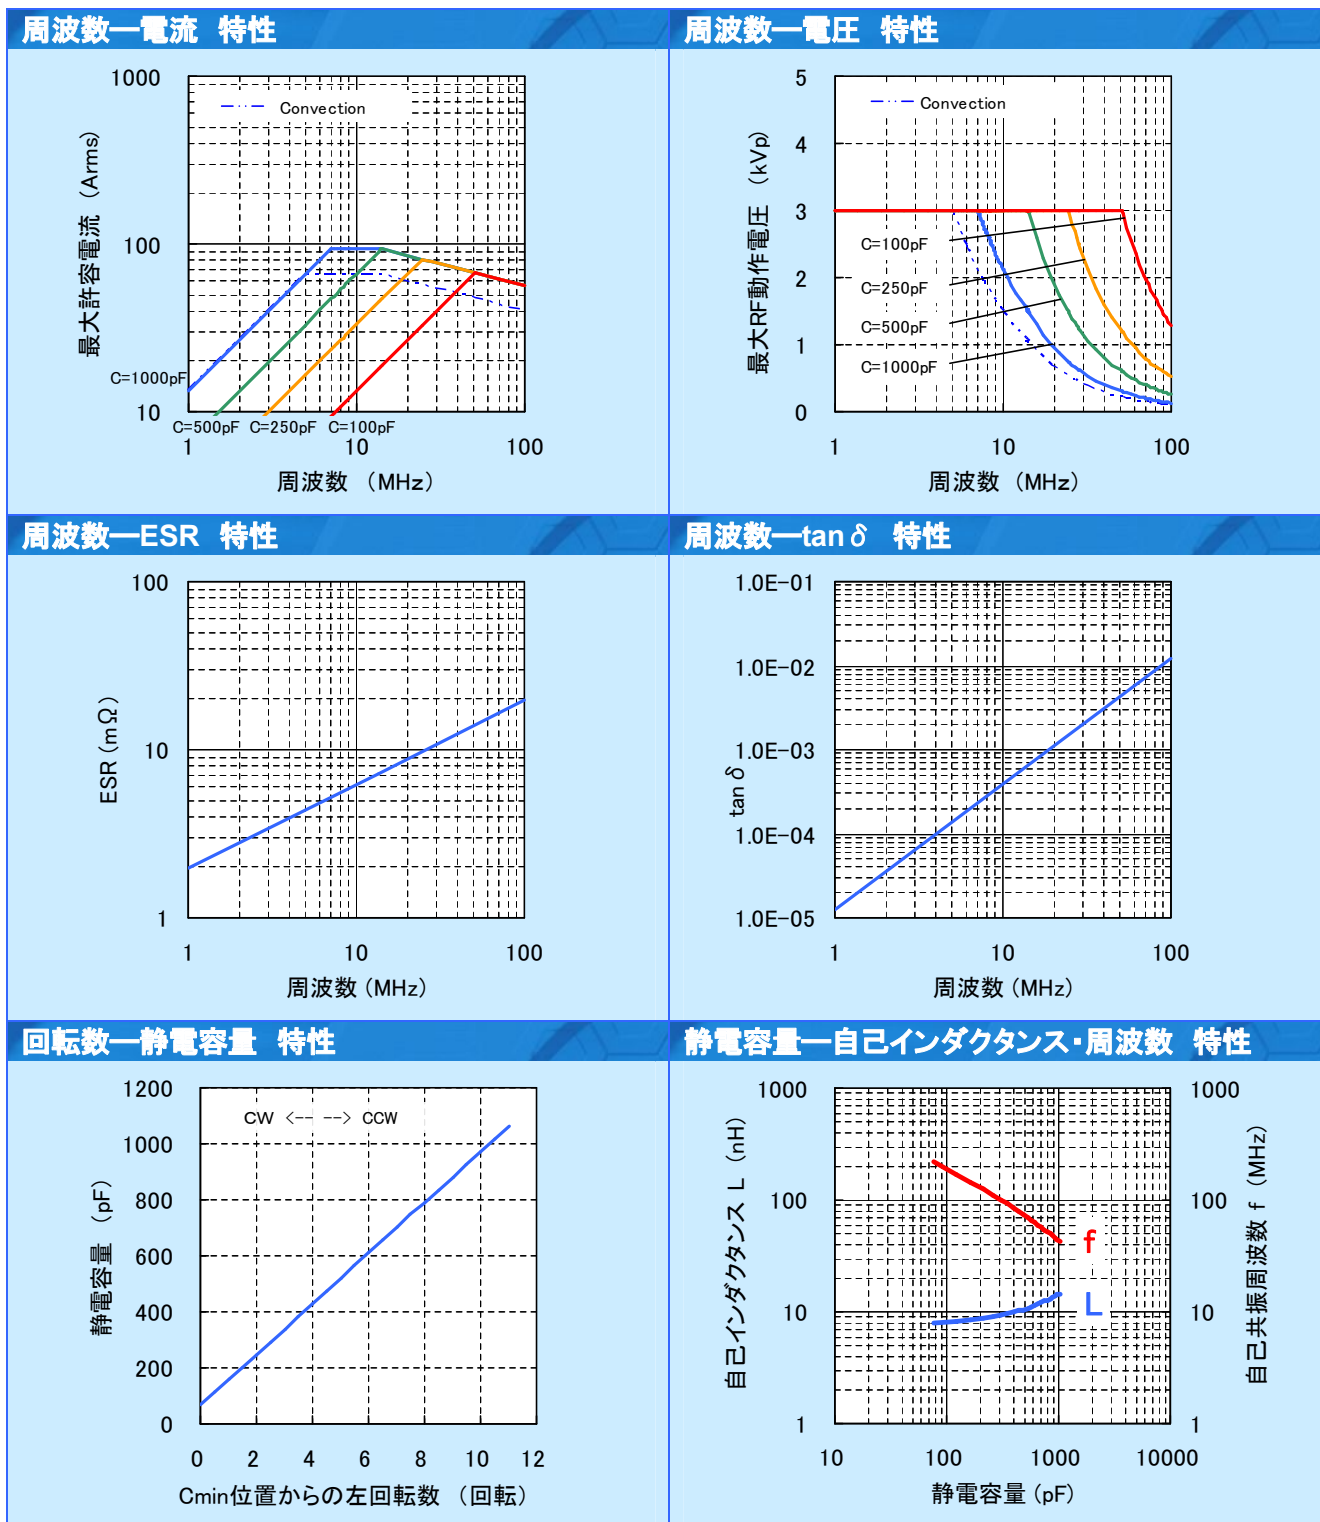 周波数―電流 特性
1000
100
10
最大許容電流 (Arms)
Convection
C=1000pF
C=500pF C=250pF C=100pF
1 10 100
周波数 (MHz)
周波数―電圧 特性
5
4
3
2
1
0
最大RF動作電圧 (kVp)
Convection
C=100pF
C=250pF
C=500pF
C=1000pF
1 10 100
周波数 (MHz)
周波数―ESR 特性
100
10
1
ESR (mΩ)
1 10 100
周波数 (MHz)
周波数―tanδ 特性
1.0E-01
1.0E-02
1.0E-03
1.0E-04
1.0E-05
tanδ
1 10 100
周波数 (MHz)
回転数―静電容量 特性
1200
1000
800
600
400
200
0
静電容量 (pF)
CW <-- --> CCW
0 2 4 6 8 10 12
Cmin位置からの左回転数 (回転)
静電容量―自己インダクタンス・周波数 特性
1000
100
10
1
自己インダクタンス L (nH)
f
L
1000
100
10
1
自己共振周波数 f (MHz)
10 100 1000 10000
静電容量 (pF)